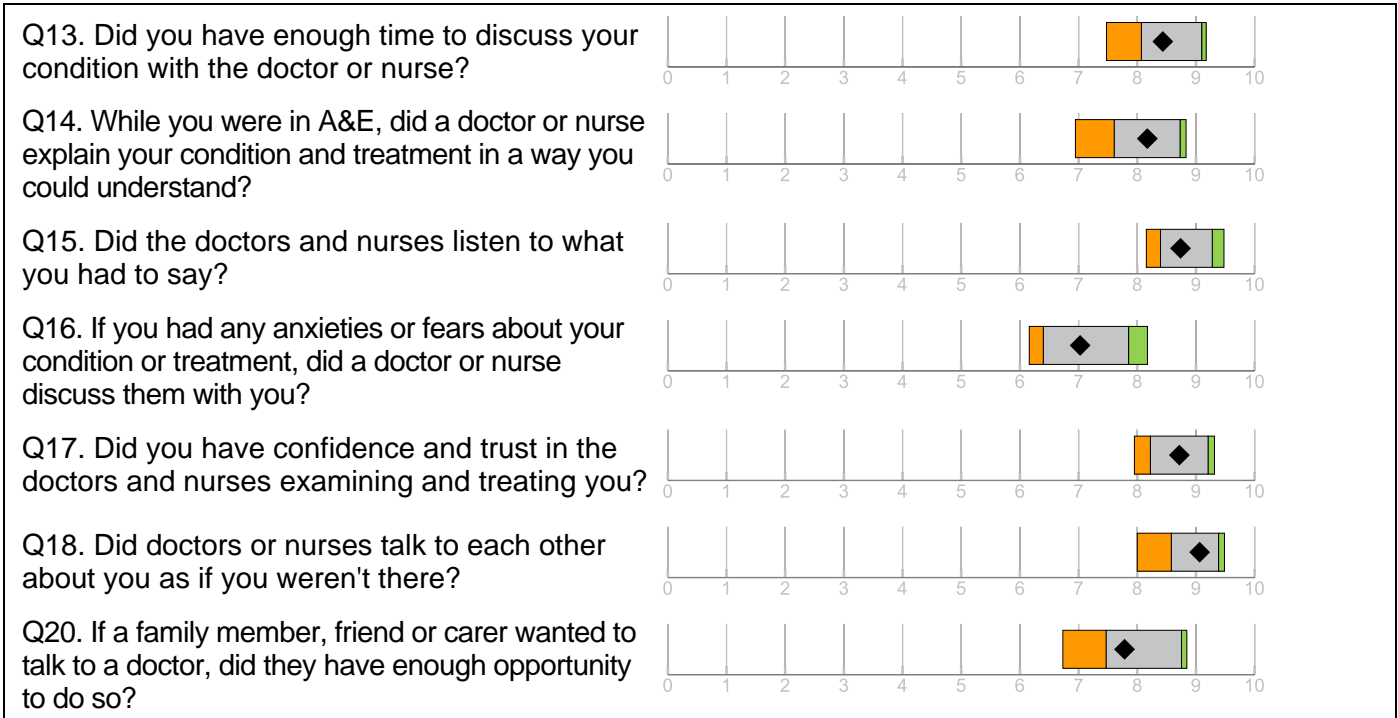 Q13. Did you have enough time to discuss your
condition with the doctor or nurse?
0 1 2 3 4 5 6 7 8 9 10
Q14. While you were in A&E, did a doctor or nurse
explain your condition and treatment in a way you
could understand?
0 1 2 3 4 5 6 7 8 9 10
Q15. Did the doctors and nurses listen to what
you had to say?
0 1 2 3 4 5 6 7 8 9 10
Q16. If you had any anxieties or fears about your
condition or treatment, did a doctor or nurse
discuss them with you?
0 1 2 3 4 5 6 7 8 9 10
Q17. Did you have confidence and trust in the
doctors and nurses examining and treating you?
0 1 2 3 4 5 6 7 8 9 10
Q18. Did doctors or nurses talk to each other
about you as if you weren't there?
0 1 2 3 4 5 6 7 8 9 10
Q20. If a family member, friend or carer wanted to
talk to a doctor, did they have enough opportunity
to do so?
0 1 2 3 4 5 6 7 8 9 10